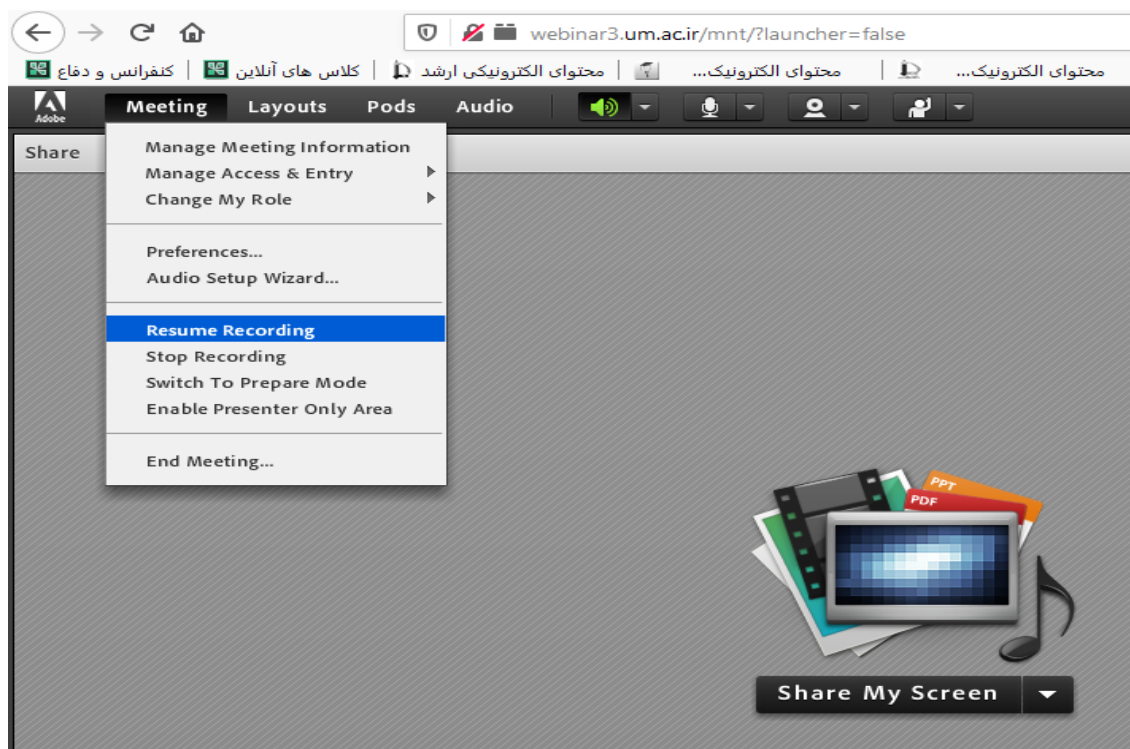 webinar3.um.ac.ir/mnt/?launcher=false
محتوای الکترونیک... | محتوای الکترونیک... | محتوای الکترونیکی ارشد | کلاس های آنلاین | کنفرانس و دفاع
Adobe Meeting Layouts Pods Audio
Share
Manage Meeting Information
Manage Access & Entry
Change My Role
Preferences...
Audio Setup Wizard...
Resume Recording
Stop Recording
Switch To Prepare Mode
Enable Presenter Only Area
End Meeting...
PPT
PDF
Share My Screen